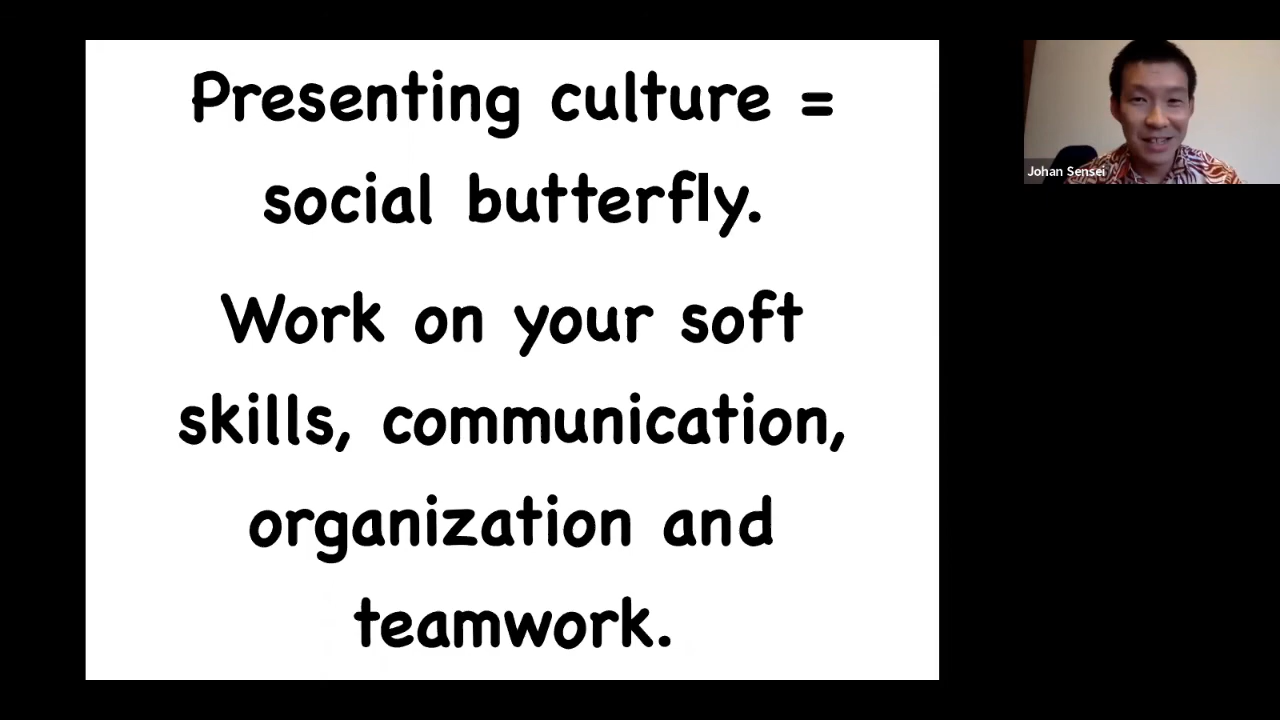 Presenting culture =
social butterfly.
Work on your soft
skills, communication,
organization and
teamwork.
Johan Sensei